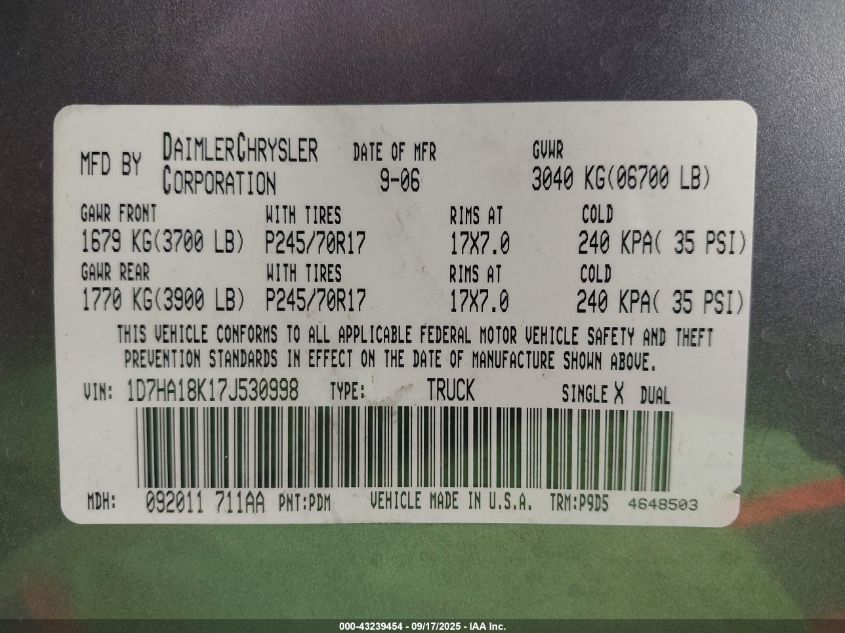 MFD BY DAIMLERCHRYSLER CORPORATION DATE OF MFR 9-06 GVWR 3040 KG(06700 LB)
GAWR FRONT WITH TIRES RIMS AT COLD
1679 KG(3700 LB) P245/70R17 17X7.0 240 KPA( 35 PSI)
GAWR REAR WITH TIRES RIMS AT COLD
1770 KG(3900 LB) P245/70R17 17X7.0 240 KPA( 35 PSI)
THIS VEHICLE CONFORMS TO ALL APPLICABLE FEDERAL MOTOR VEHICLE SAFETY AND THEFT
PREVENTION STANDARDS IN EFFECT ON THE DATE OF MANUFACTURE SHOWN ABOVE.
VIN: 1D7HA18K17J530998 TYPE: TRUCK SINGLE X DUAL
MDH: 092011 711AA PNT:PDM VEHICLE MADE IN U.S.A. TRM:P9D5 4648503
000-43239454 - 09/17/2025 - IAA Inc.